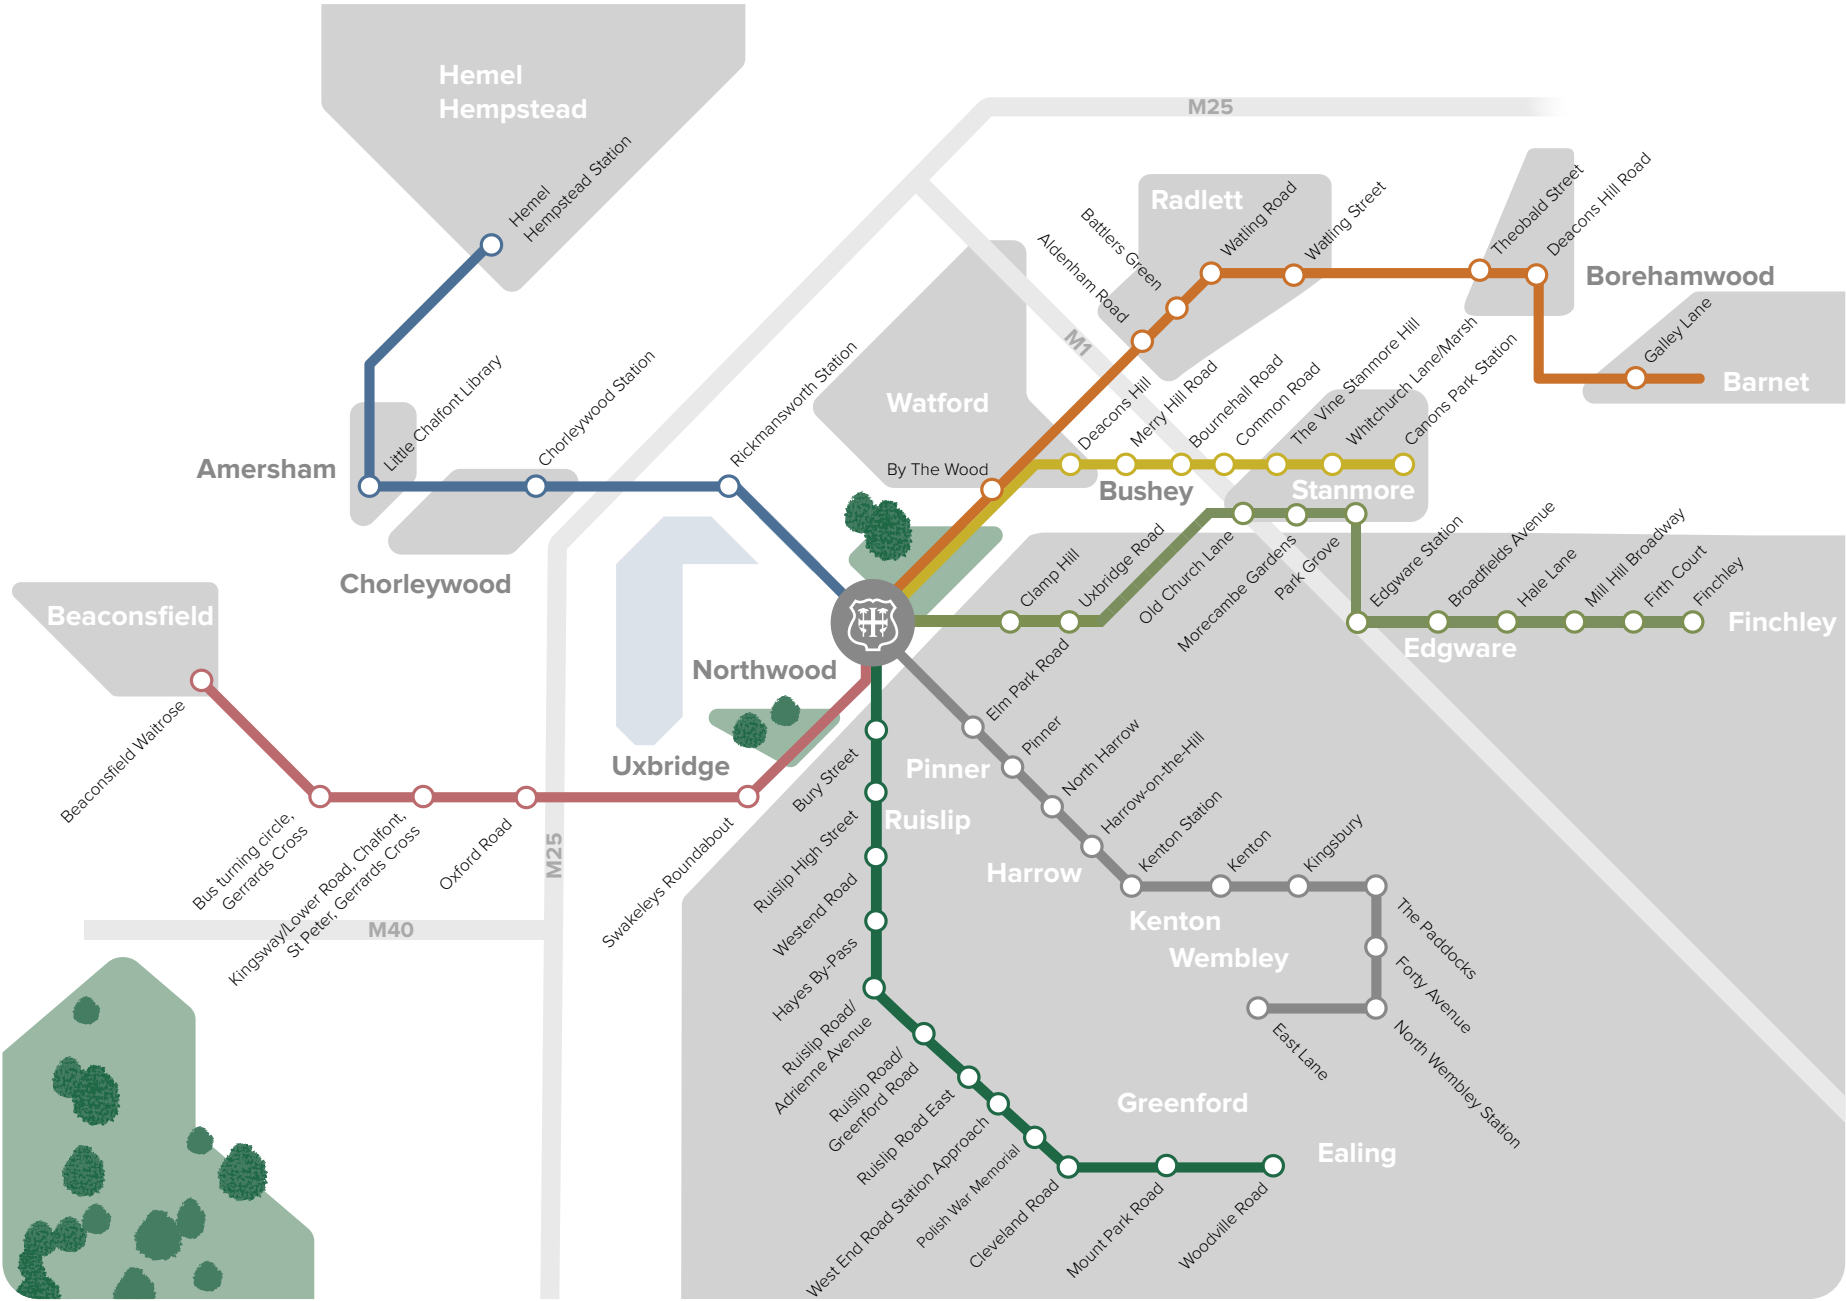 Hemel
Hempstead
M25
Hemel
Hempstead Station
Radlett
Watling Road
Watling Street
Theobald Street
Deacons Hill Road
Battlers Green
Aldenham Road
Borehamwood
Galley Lane
Barnet
M1
Watford
Little Chalfont Library
Chorleywood Station
Rickmansworth Station
Amersham
Chorleywood
By The Wood
Deacons Hill
Merry Hill Road
Bournehall Road
Common Road
The Vine Stanmore Hill
Whitchurch Lane/Marsh
Canons Park Station
Bushey
Stanmore
Beaconsfield
Clamp Hill
Uxbridge Road
Old Church Lane
Morecambe Gardens
Park Grove
Edgware Station
Broadfields Avenue
Hale Lane
Mill Hill Broadway
Firth Court
Finchley
Finchley
Edgware
Northwood
Uxbridge
Beaconsfield Waitrose
Bus turning circle,
Gerrards Cross
Kingsway/Lower Road, Chalfont,
St Peter, Gerrards Cross
Oxford Road
Swakeleys Roundabout
M25
M40
Elm Park Road
Pinner
North Harrow
Harrow-on-the-Hill
Kenton Station
Kenton
Kingsbury
The Paddocks
Forty Avenue
North Wembley Station
East Lane
Pinner
Ruislip
Harrow
Kenton
Wembley
Bury Street
Ruislip High Street
Westend Road
Hayes By-Pass
Ruislip Road/
Adrienne Avenue
Ruislip Road/
Greenford Road
Ruislip Road East
West End Road Station Approach
Polish War Memorial
Cleveland Road
Mount Park Road
Woodville Road
Greenford
Ealing